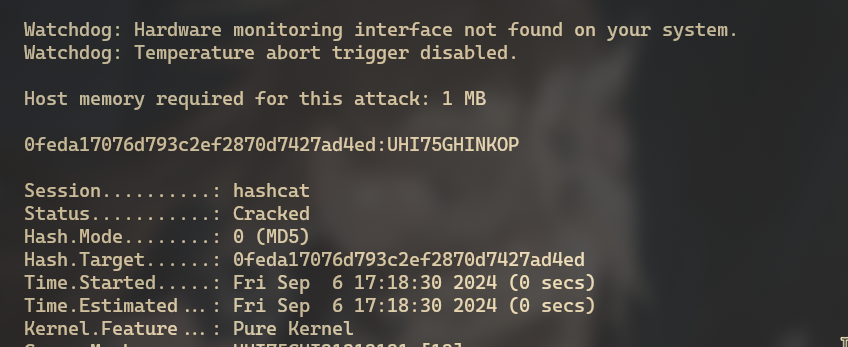 Watchdog: Hardware monitoring interface not found on your system.
Watchdog: Temperature abort trigger disabled.
Host memory required for this attack: 1 MB
0feda17076d793c2ef2870d7427ad4ed:UHI75GHINKOP
Session..........: hashcat
Status...........: Cracked
Hash.Mode........: 0 (MD5)
Hash.Target......: 0feda17076d793c2ef2870d7427ad4ed
Time.Started.....: Fri Sep  6 17:18:30 2024 (0 secs)
Time.Estimated...: Fri Sep  6 17:18:30 2024 (0 secs)
Kernel.Feature...: Pure Kernel